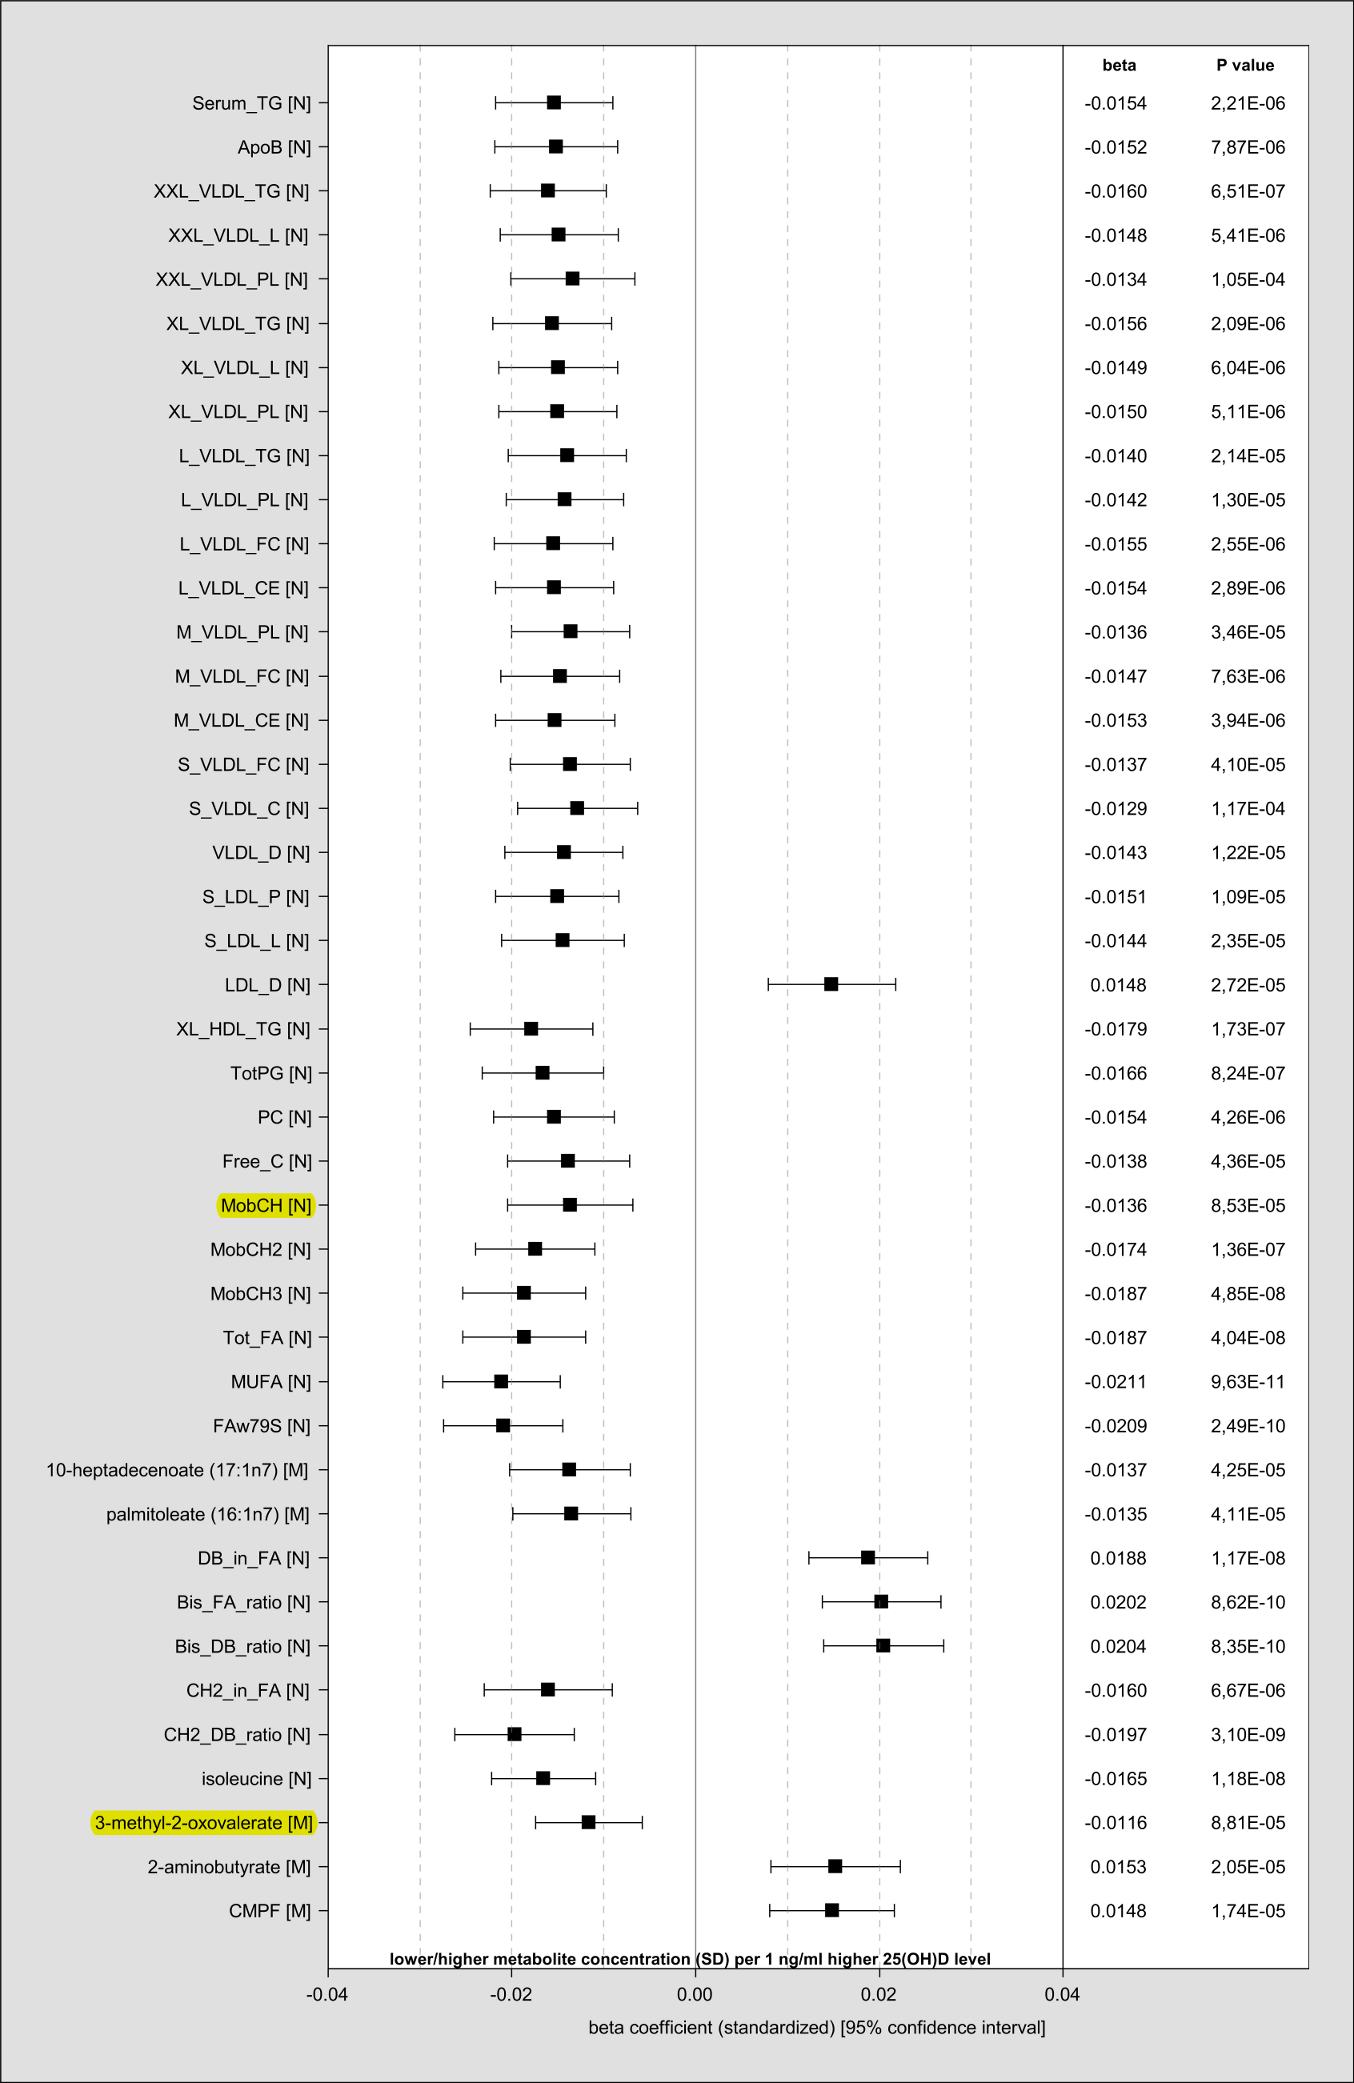 beta P value
Serum_TG [N] -0.0154 2,21E-06
ApoB [N] -0.0152 7,87E-06
XXL_VLDL_TG [N] -0.0160 6,51E-07
XXL_VLDL_L [N] -0.0148 5,41E-06
XXL_VLDL_PL [N] -0.0134 1,05E-04
XL_VLDL_TG [N] -0.0156 2,09E-06
XL_VLDL_L [N] -0.0149 6,04E-06
XL_VLDL_PL [N] -0.0150 5,11E-06
L_VLDL_TG [N] -0.0140 2,14E-05
L_VLDL_PL [N] -0.0142 1,30E-05
L_VLDL_FC [N] -0.0155 2,55E-06
L_VLDL_CE [N] -0.0154 2,89E-06
M_VLDL_PL [N] -0.0136 3,46E-05
M_VLDL_FC [N] -0.0147 7,63E-06
M_VLDL_CE [N] -0.0153 3,94E-06
S_VLDL_FC [N] -0.0137 4,10E-05
S_VLDL_C [N] -0.0129 1,17E-04
VLDL_D [N] -0.0143 1,22E-05
S_LDL_P [N] -0.0151 1,09E-05
S_LDL_L [N] -0.0144 2,35E-05
LDL_D [N] 0.0148 2,72E-05
XL_HDL_TG [N] -0.0179 1,73E-07
TotPG [N] -0.0166 8,24E-07
PC [N] -0.0154 4,26E-06
Free_C [N] -0.0138 4,36E-05
MobCH [N] -0.0136 8,53E-05
MobCH2 [N] -0.0174 1,36E-07
MobCH3 [N] -0.0187 4,85E-08
Tot_FA [N] -0.0187 4,04E-08
MUFA [N] -0.0211 9,63E-11
FAw79S [N] -0.0209 2,49E-10
10-heptadecenoate (17:1n7) [M] -0.0137 4,25E-05
palmitoleate (16:1n7) [M] -0.0135 4,11E-05
DB_in_FA [N] 0.0188 1,17E-08
Bis_FA_ratio [N] 0.0202 8,62E-10
Bis_DB_ratio [N] 0.0204 8,35E-10
CH2_in_FA [N] -0.0160 6,67E-06
CH2_DB_ratio [N] -0.0197 3,10E-09
isoleucine [N] -0.0165 1,18E-08
3-methyl-2-oxovalerate [M] -0.0116 8,81E-05
2-aminobutyrate [M] 0.0153 2,05E-05
CMPF [M] 0.0148 1,74E-05
lower/higher metabolite concentration (SD) per 1 ng/ml higher 25(OH)D level
-0.04 -0.02 0.00 0.02 0.04
beta coefficient (standardized) [95% confidence interval]